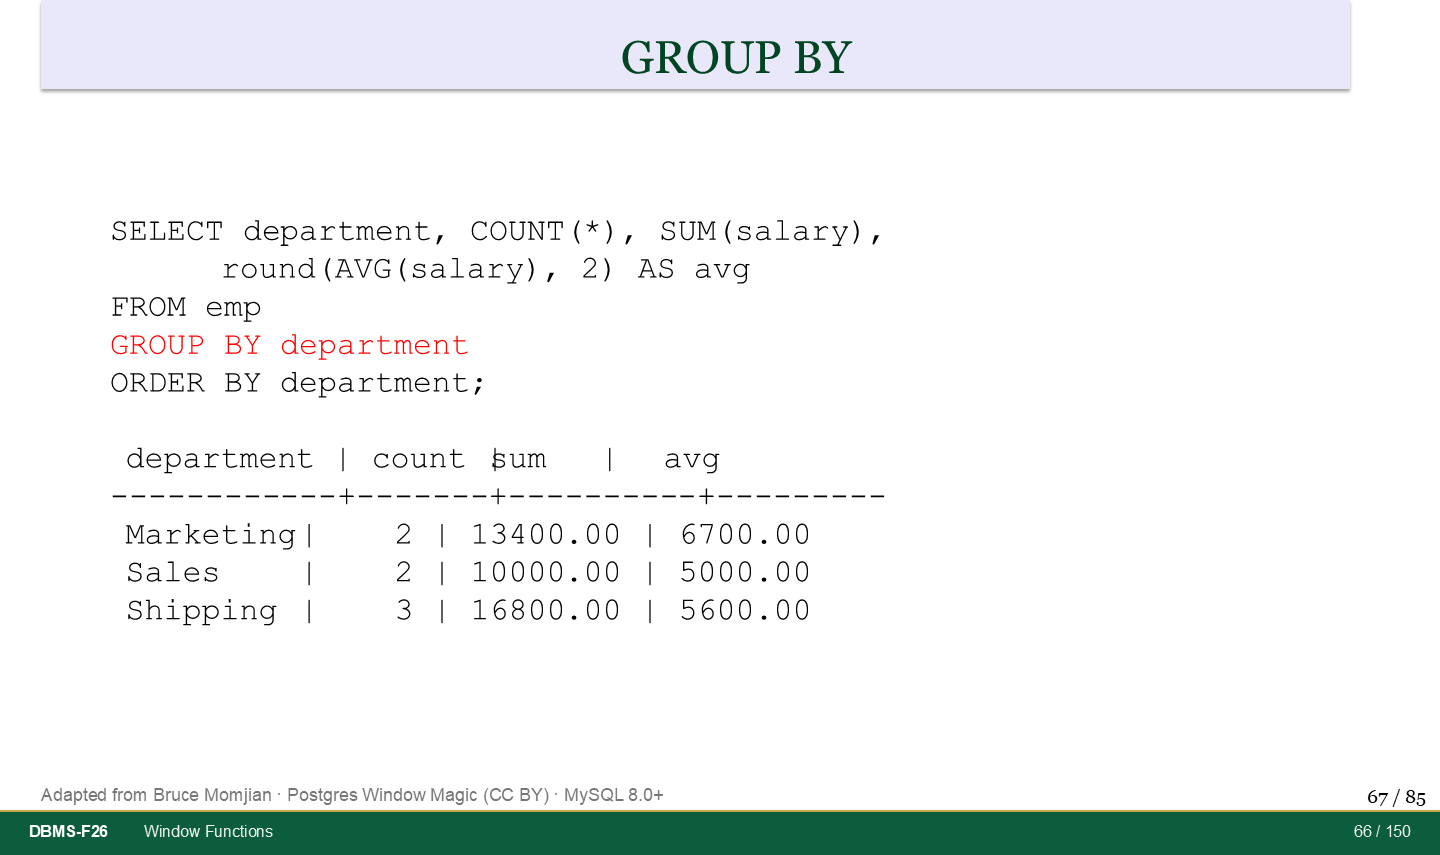 GROUP BY
SELECT department, COUNT(*), SUM(salary),
      round(AVG(salary), 2) AS avg
FROM emp
GROUP BY department
ORDER BY department;
 department | count |sum   |   avg
------------+-------+----------+---------
 Marketing|    2 | 13400.00 | 6700.00
 Sales    |    2 | 10000.00 | 5000.00
 Shipping |    3 | 16800.00 | 5600.00
Adapted from Bruce Momjian · Postgres Window Magic (CC BY) · MySQL 8.0+
67 / 85
DBMS-F26 Window Functions 66 / 150